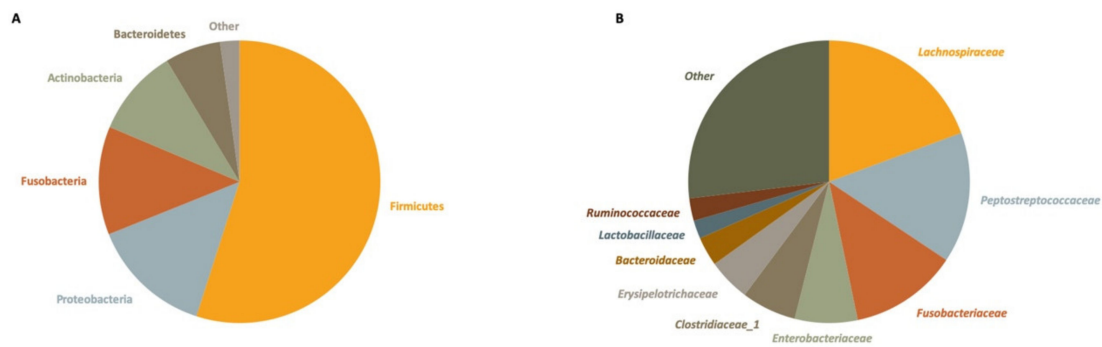 A
Other
Bacteroidetes
Actinobacteria
Fusobacteria
Firmicutes
Proteobacteria
B
Other
Lachnospiraceae
Peptostreptococcaceae
Ruminococcaceae
Lactobacillaceae
Bacteroidaceae
Erysipelotrichaceae
Fusobacteriaceae
Clostridiaceae_1
Enterobacteriaceae